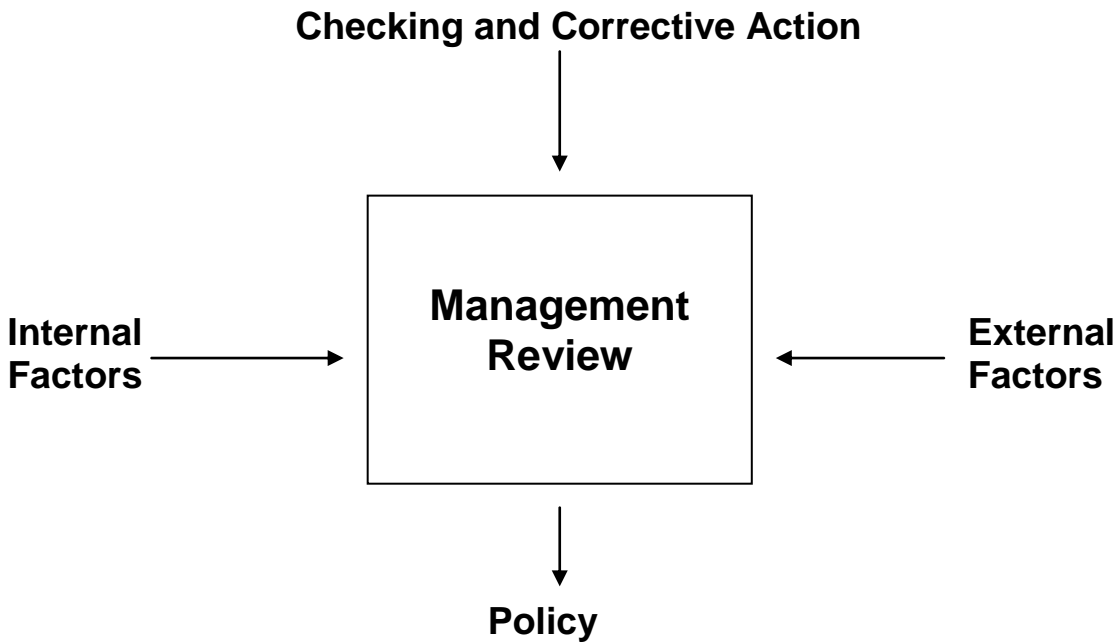 Checking and Corrective Action
Internal
Factors
Management
Review
External
Factors
Policy